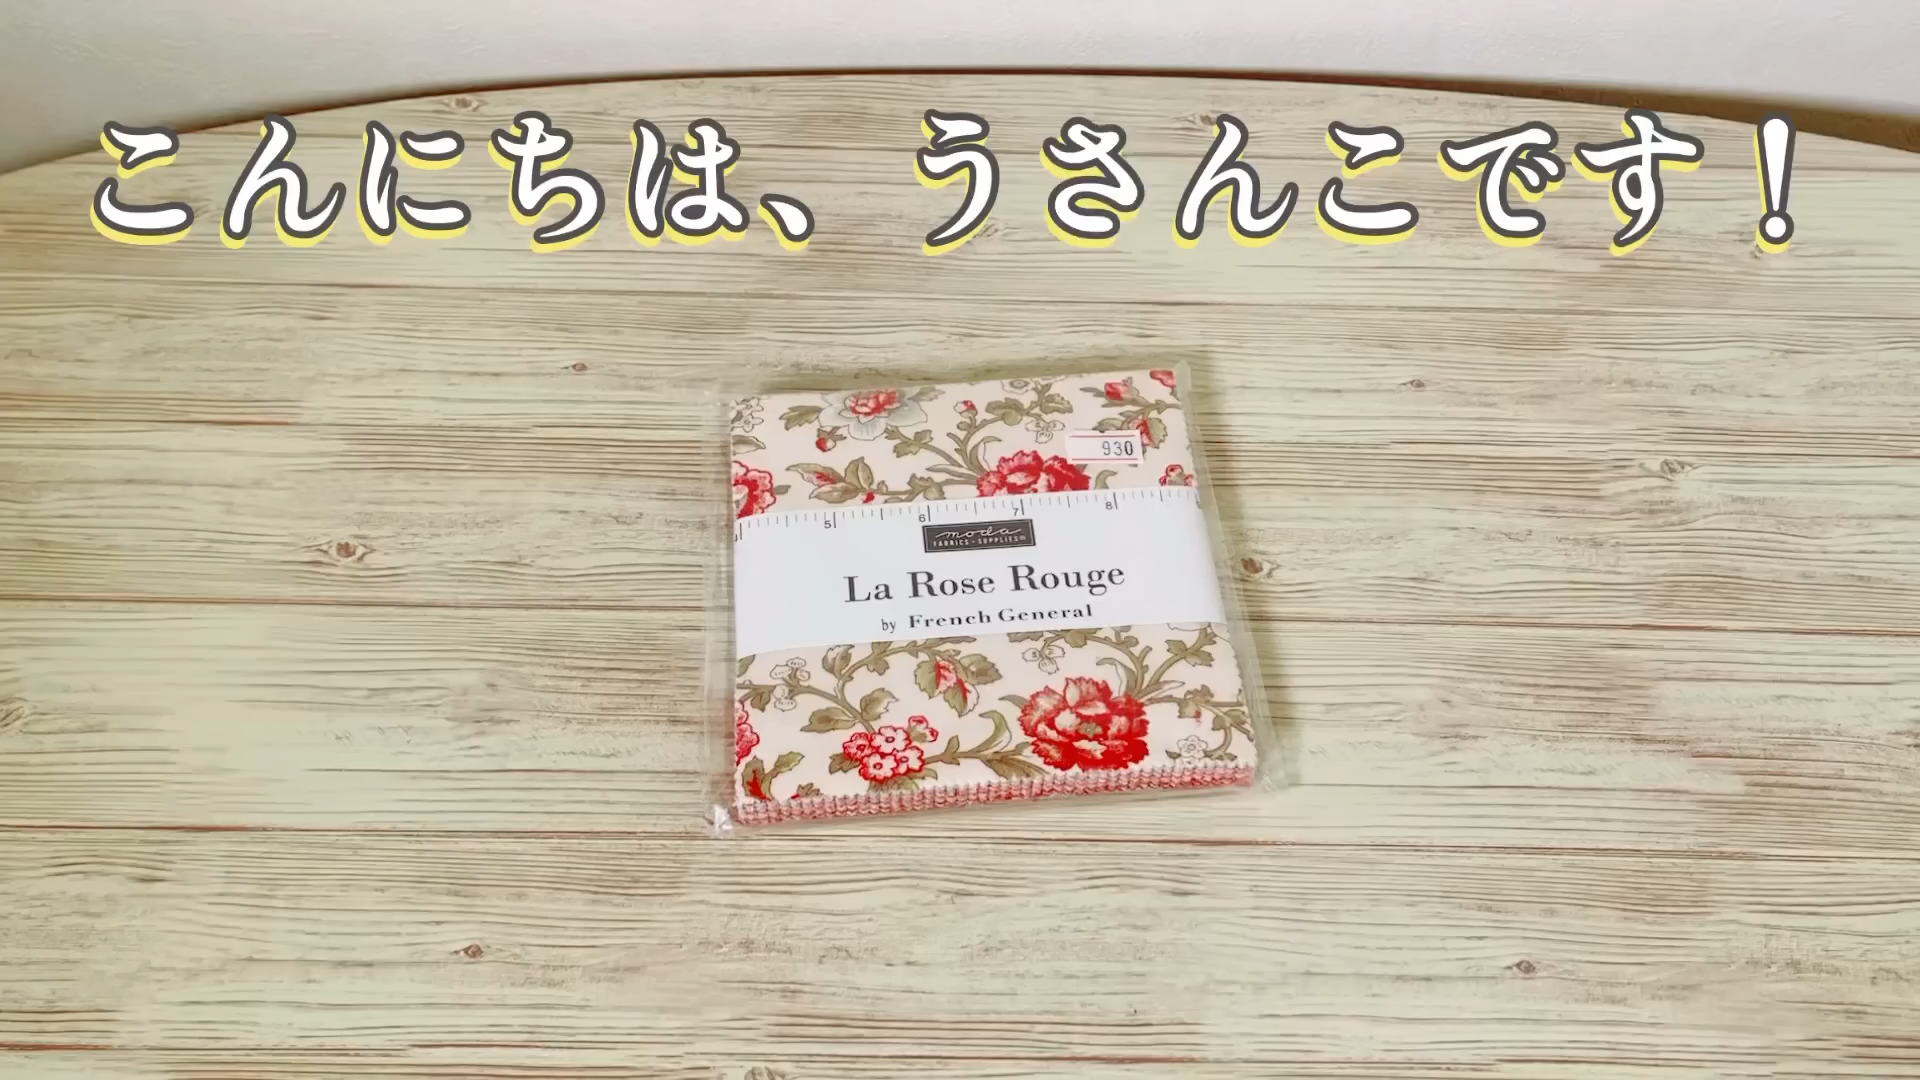 こんにちは、うさんこです！
930
5 6 7 8
moda
FABRICS + SUPPLIES
La Rose Rouge
by French General